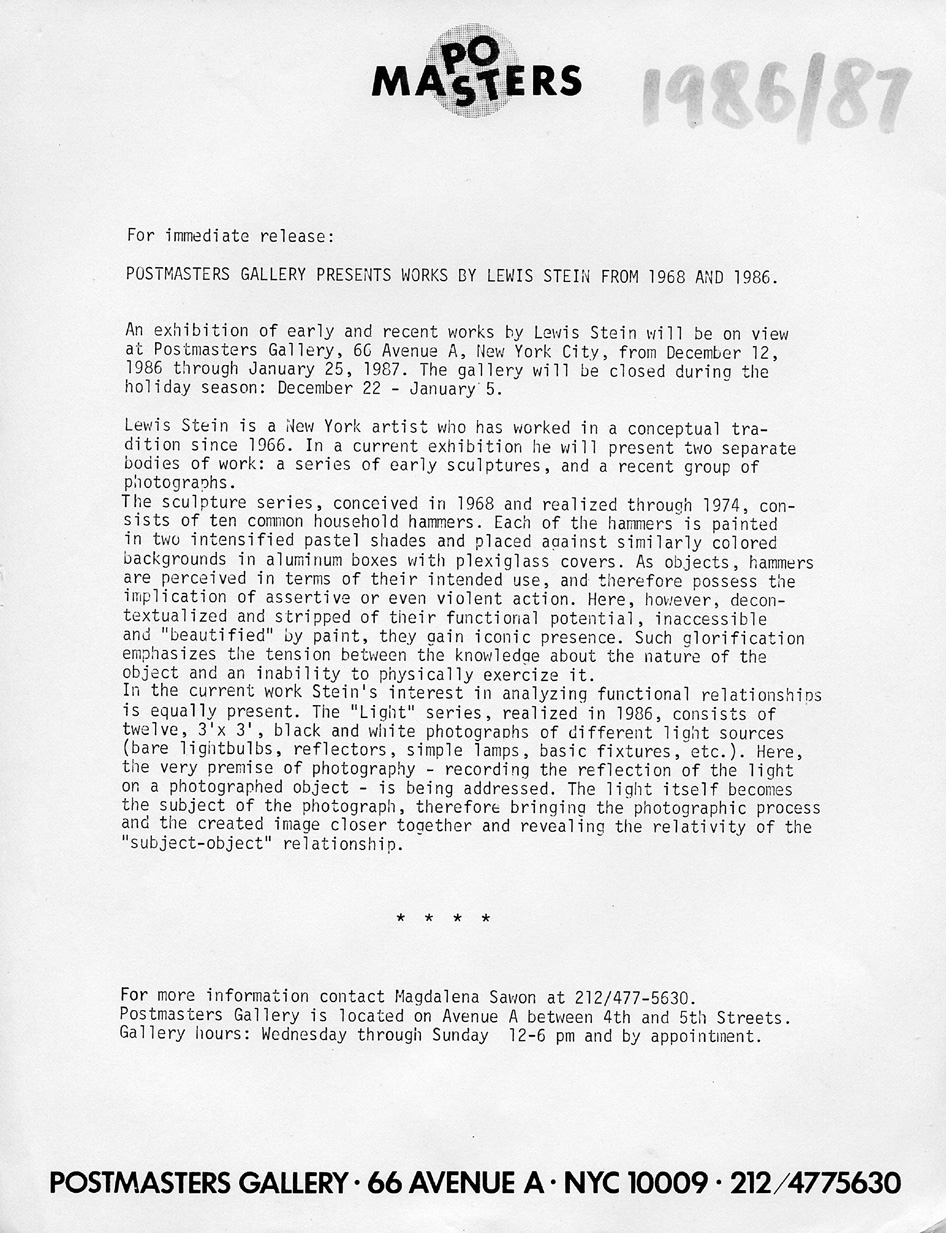 POMASTERS
1986/87
For immediate release:
POSTMASTERS GALLERY PRESENTS WORKS BY LEWIS STEIN FROM 1968 AND 1986.
An exhibition of early and recent works by Lewis Stein will be on view
at Postmasters Gallery, 66 Avenue A, New York City, from December 12,
1986 through January 25, 1987. The gallery will be closed during the
holiday season: December 22 - January 5.
Lewis Stein is a New York artist who has worked in a conceptual tra-
dition since 1966. In a current exhibition he will present two separate
bodies of work: a series of early sculptures, and a recent group of
photographs.
The sculpture series, conceived in 1968 and realized through 1974, con-
sists of ten common household hammers. Each of the hammers is painted
in two intensified pastel shades and placed against similarly colored
backgrounds in aluminum boxes with plexiglass covers. As objects, hammers
are perceived in terms of their intended use, and therefore possess the
implication of assertive or even violent action. Here, however, decon-
textualized and stripped of their functional potential, inaccessible
and "beautified" by paint, they gain iconic presence. Such glorification
emphasizes the tension between the knowledge about the nature of the
object and an inability to physically exercize it.
In the current work Stein's interest in analyzing functional relationships
is equally present. The "Light" series, realized in 1986, consists of
twelve, 3'x 3', black and white photographs of different light sources
(bare lightbulbs, reflectors, simple lamps, basic fixtures, etc.). Here,
the very premise of photography - recording the reflection of the light
on a photographed object - is being addressed. The light itself becomes
the subject of the photograph, therefore bringing the photographic process
and the created image closer together and revealing the relativity of the
"subject-object" relationship.
* * * *
For more information contact Magdalena Sawon at 212/477-5630.
Postmasters Gallery is located on Avenue A between 4th and 5th Streets.
Gallery hours: Wednesday through Sunday 12-6 pm and by appointment.
POSTMASTERS GALLERY · 66 AVENUE A · NYC 10009 · 212/4775630